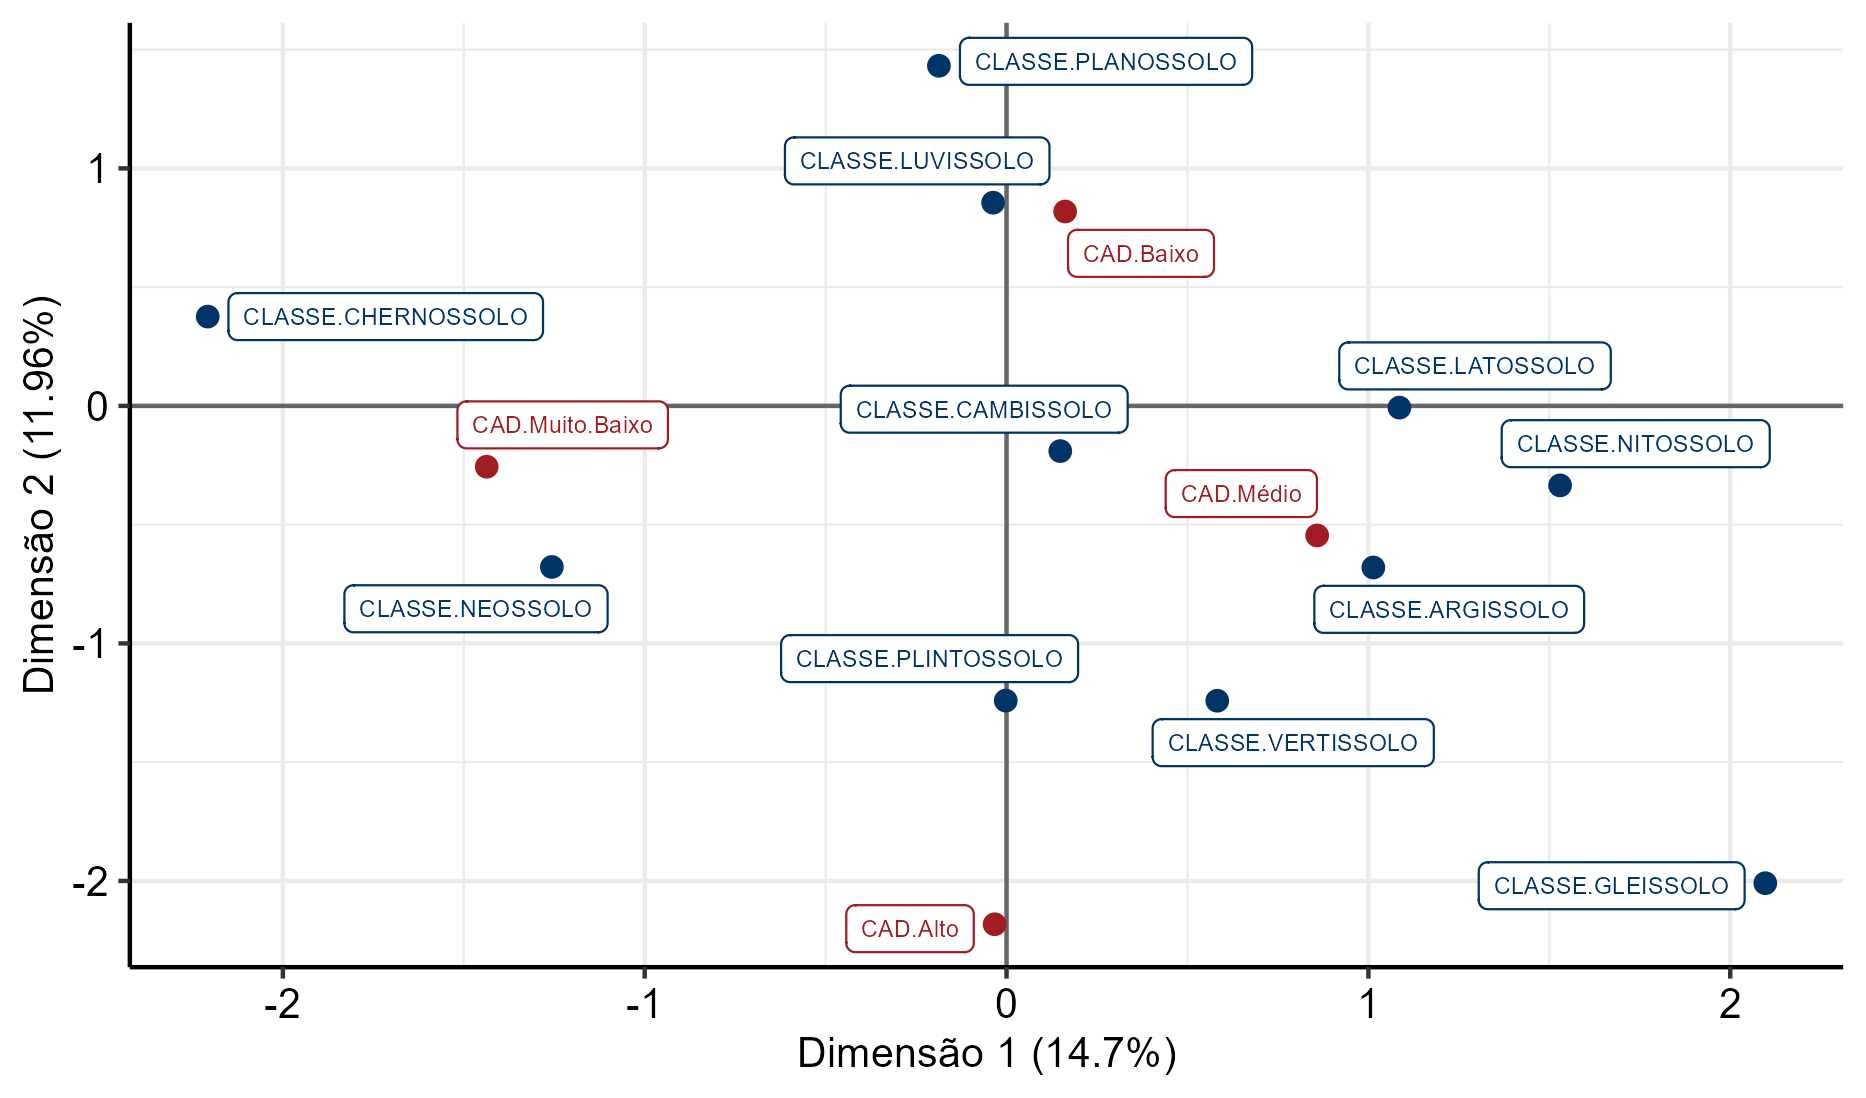 CLASSE.PLANOSSOLO
CLASSE.LUVISSOLO
CAD.Baixo
CLASSE.CHERNOSSOLO
CLASSE.LATOSSOLO
CLASSE.CAMBISSOLO
CAD.Muito.Baixo
CLASSE.NITOSSOLO
CAD.Médio
CLASSE.NEOSSOLO
CLASSE.ARGISSOLO
CLASSE.PLINTOSSOLO
CLASSE.VERTISSOLO
CLASSE.GLEISSOLO
CAD.Alto
1
0
-1
-2
Dimensão 2 (11.96%)
-2
-1
0
1
2
Dimensão 1 (14.7%)